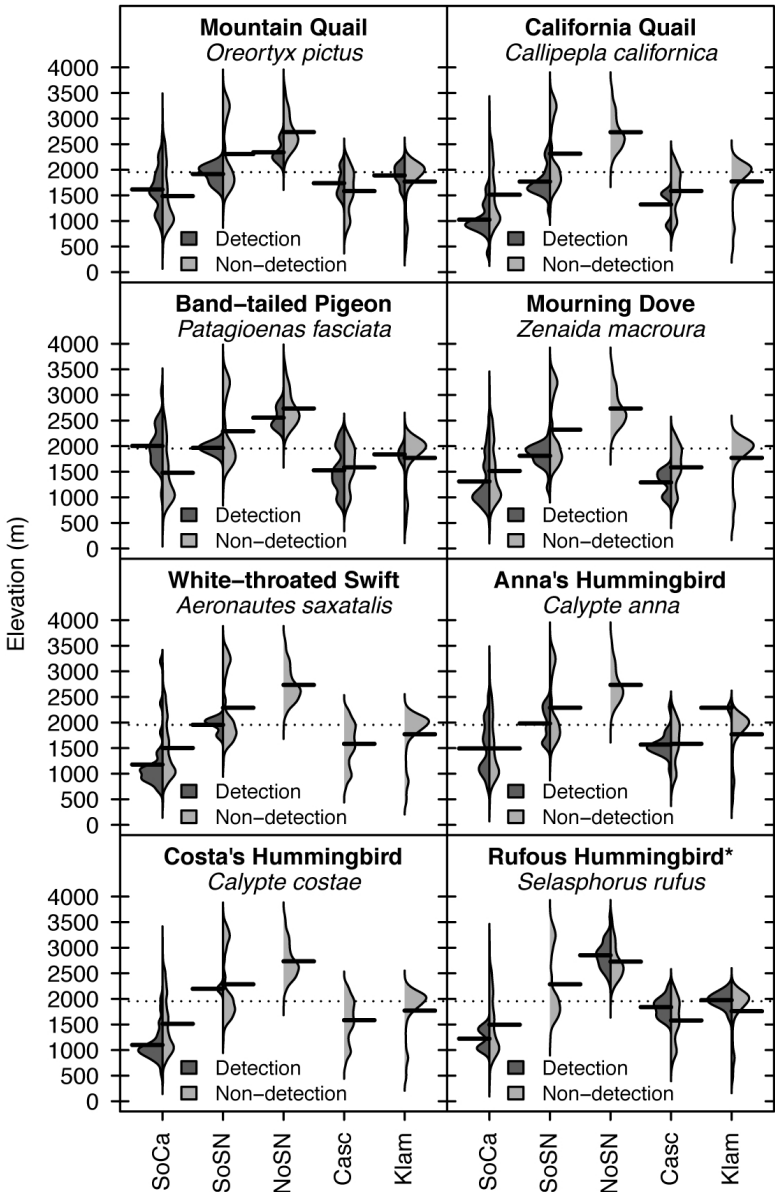 Mountain Quail
Oreortyx pictus
California Quail
Callipepla californica
4000
3500
3000
2500
2000
1500
1000
500
0
Detection
Non−detection
Detection
Non−detection
Band−tailed Pigeon
Patagioenas fasciata
Mourning Dove
Zenaida macroura
4000
3500
3000
2500
2000
1500
1000
500
0
Detection
Non−detection
Detection
Non−detection
Elevation (m)
White−throated Swift
Aeronautes saxatalis
Anna's Hummingbird
Calypte anna
4000
3500
3000
2500
2000
1500
1000
500
0
Detection
Non−detection
Detection
Non−detection
Costa's Hummingbird
Calypte costae
Rufous Hummingbird*
Selasphorus rufus
4000
3500
3000
2500
2000
1500
1000
500
0
Detection
Non−detection
Detection
Non−detection
SoCa
SoSN
NoSN
Casc
Klam
SoCa
SoSN
NoSN
Casc
Klam